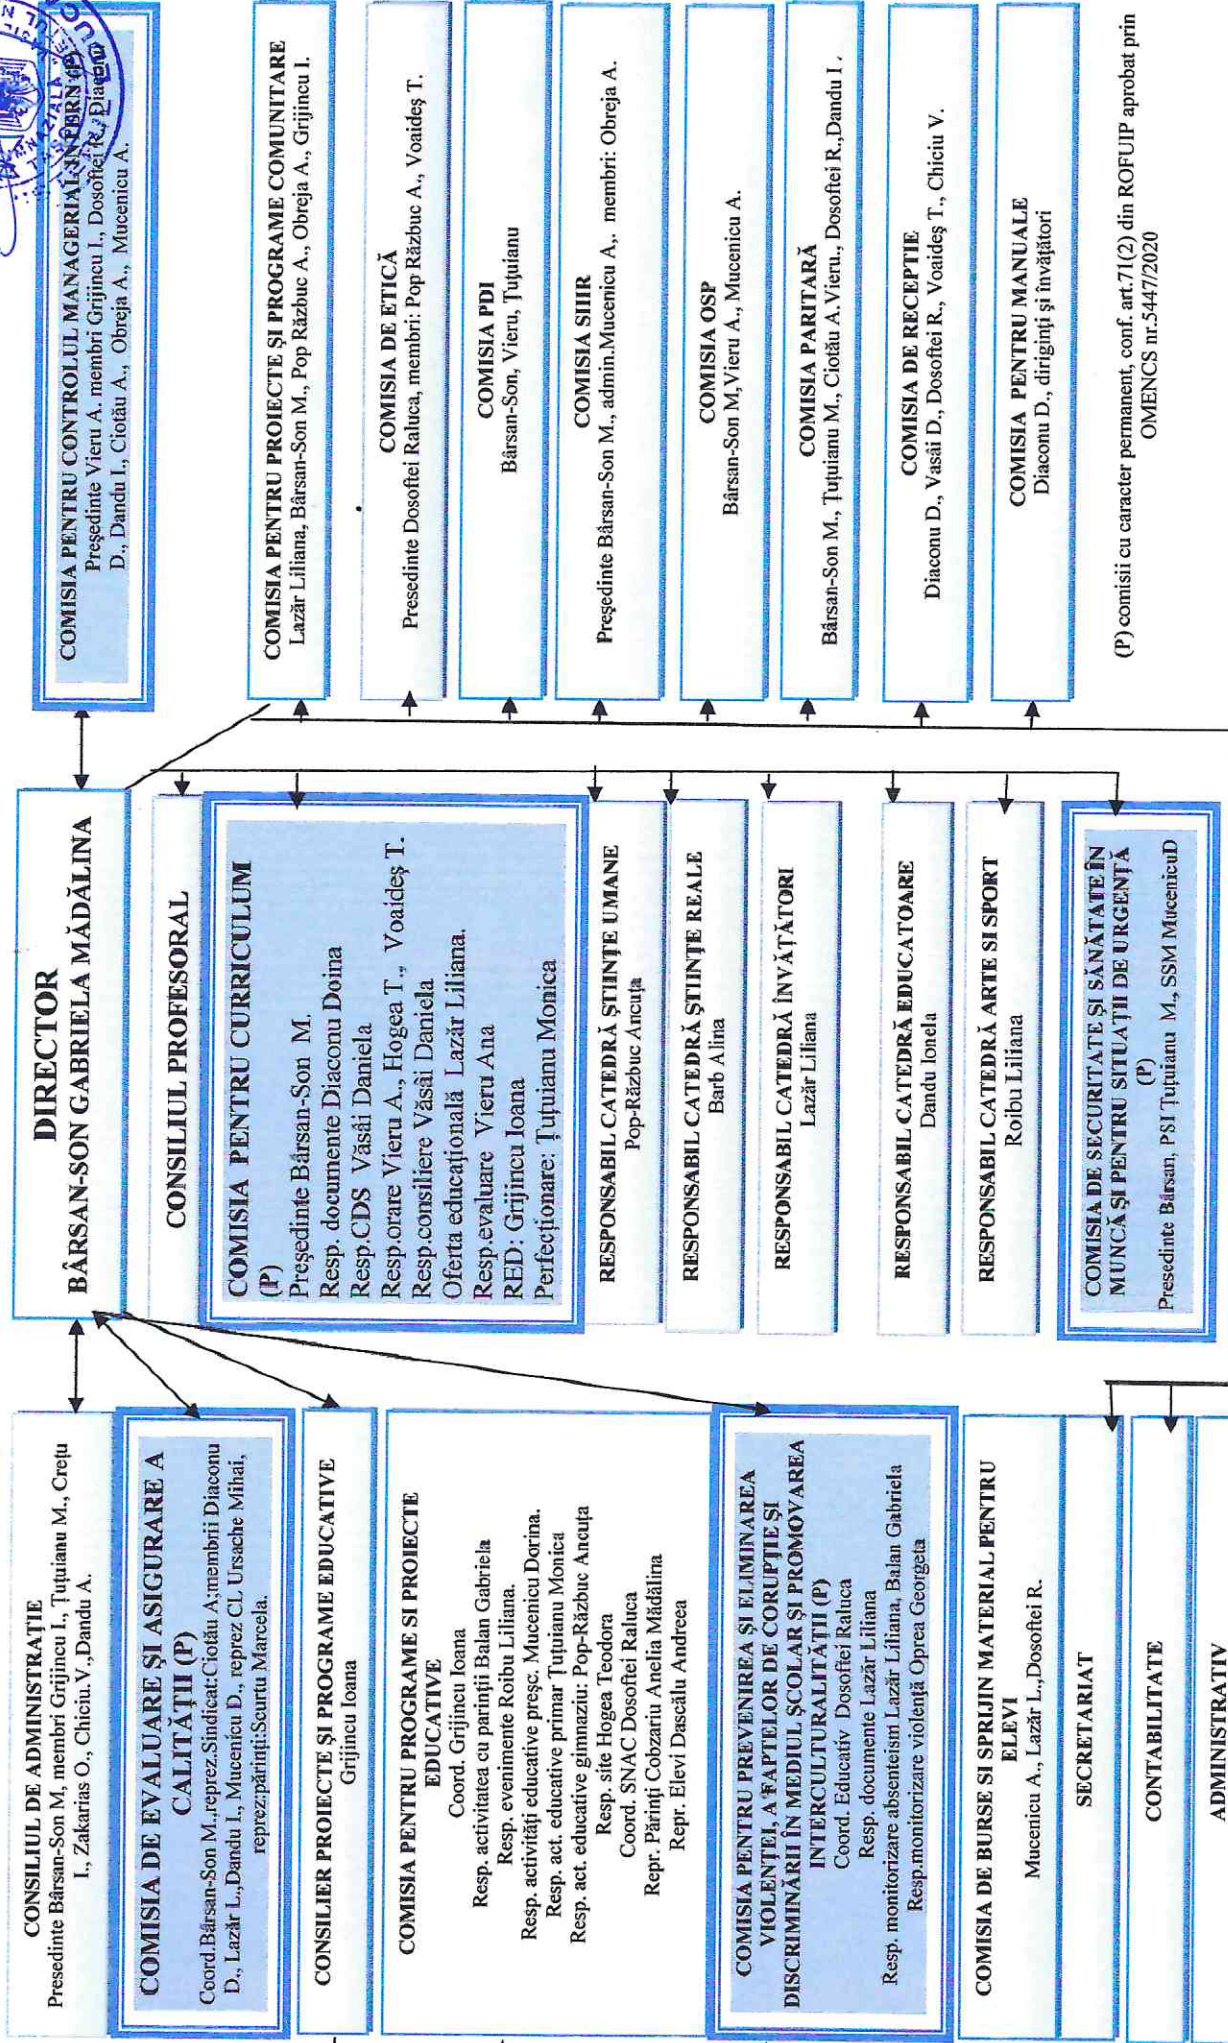 DIRECTOR
BÂRSAN-SON GABRIELA MĂDĂLINA
CONSILIUL DE ADMINISTRAȚIE
Presedinte Bârsan-Son M, membri Grijincu I., Țuțuianu M., Crețu
I., Zakarias O., Chiciu. V.,Dandu A.
COMISIA DE EVALUARE ȘI ASIGURARE A
CALITĂȚII (P)
Coord.Bârsan-Son M.,reprez.Sindicat:Ciotău A;membrii Diaconu
D., Lazăr L.,Dandu I., Mucenicu D., reprez CL Ursache Mihai,
reprez:părinți:Scurtu Marcela.
CONSILIER PROIECTE ȘI PROGRAME EDUCATIVE
Grijincu Ioana
COMISIA PENTRU PROGRAME SI PROIECTE
EDUCATIVE
Coord. Grijincu Ioana
Resp. activitatea cu parinții Balan Gabriela
Resp. evenimente Roibu Liliana.
Resp. activități educative preșc. Mucenicu Dorina.
Resp. act. educative primar Țuțuianu Monica
Resp. act. educative gimnaziu: Pop-Răzbuc Ancuța
Resp. site Hogea Teodora
Coord. SNAC Dosoftei Raluca
Repr. Părinți Cobzariu Anelia Mădălina
Repr. Elevi Dascălu Andreea
COMISIA PENTRU PREVENIREA ȘI ELIMINAREA
VIOLENȚEI, A FAPTELOR DE CORUPȚIE ȘI
DISCRIMINĂRII ÎN MEDIUL ȘCOLAR ȘI PROMOVAREA
INTERCULTURALITĂȚII (P)
Coord. Educativ Dosoftei Raluca
Resp. documente Lazăr Liliana
Resp. monitorizare absenteism Lazăr Liliana, Balan Gabriela
Resp.monitorizare violență Oprea Georgeta
COMISIA DE BURSE SI SPRIJIN MATERIAL PENTRU
ELEVI
Mucenicu A., Lazăr L.,Dosoftei R.
SECRETARIAT
CONTABILITATE
ADMINISTRATIV
CONSILIUL PROFESORAL
COMISIA PENTRU CURRICULUM
(P)
Președinte Bârsan-Son M.
Resp. documente Diaconu Doina
Resp.CDS Văsâi Daniela
Resp.orare Vieru A., Hogea T., Voaideș T.
Resp.consiliere Văsâi Daniela
Oferta educațională Lazăr Liliana.
Resp.evaluare Vieru Ana
RED: Grijincu Ioana
Perfecționare: Țuțuianu Monica
RESPONSABIL CATEDRĂ ȘTIINȚE UMANE
Pop-Răzbuc Ancuța
RESPONSABIL CATEDRĂ ȘTIINȚE REALE
Barb Alina
RESPONSABIL CATEDRĂ ÎNVĂȚĂTORI
Lazăr Liliana
RESPONSABIL CATEDRĂ EDUCATOARE
Dandu Ionela
RESPONSABIL CATEDRĂ ARTE SI SPORT
Roibu Liliana
COMISIA DE SECURITATE ȘI SĂNĂTATE ÎN
MUNCĂ ȘI PENTRU SITUAȚII DE URGENȚĂ
(P)
Presedinte Bârsan, PSI Țuțuianu M., SSM MucenicuD
COMISIA PENTRU CONTROLUL MANAGERIAL INTERN (P)
Președinte Vieru A. membri Grijincu I., Dosoftei R., Diaconu
D., Dandu I., Ciotău A., Obreja A., Mucenicu A.
COMISIA PENTRU PROIECTE ȘI PROGRAME COMUNITARE
Lazăr Liliana, Bârsan-Son M., Pop Răzbuc A., Obreja A., Grijincu I.
COMISIA DE ETICĂ
Presedinte Dosoftei Raluca, membri: Pop Răzbuc A., Voaideș T.
COMISIA PDI
Bârsan-Son, Vieru, Țuțuianu
COMISIA SIIR
Președinte Bârsan-Son M., admin.Mucenicu A,. membri: Obreja A.
COMISIA OSP
Bârsan-Son M,Vieru A., Mucenicu A.
COMISIA PARITARĂ
Bârsan-Son M., Țuțuianu M., Ciotău A.Vieru., Dosoftei R.,Dandu I .
COMISIA DE RECEPTIE
Diaconu D., Vasâi D., Dosoftei R., Voaideș T., Chiciu V.
COMISIA PENTRU MANUALE
Diaconu D., diriginți și învățători
(P) comisii cu caracter permanent, conf. art.71(2) din ROFUIP aprobat prin
OMENCS nr.5447/2020